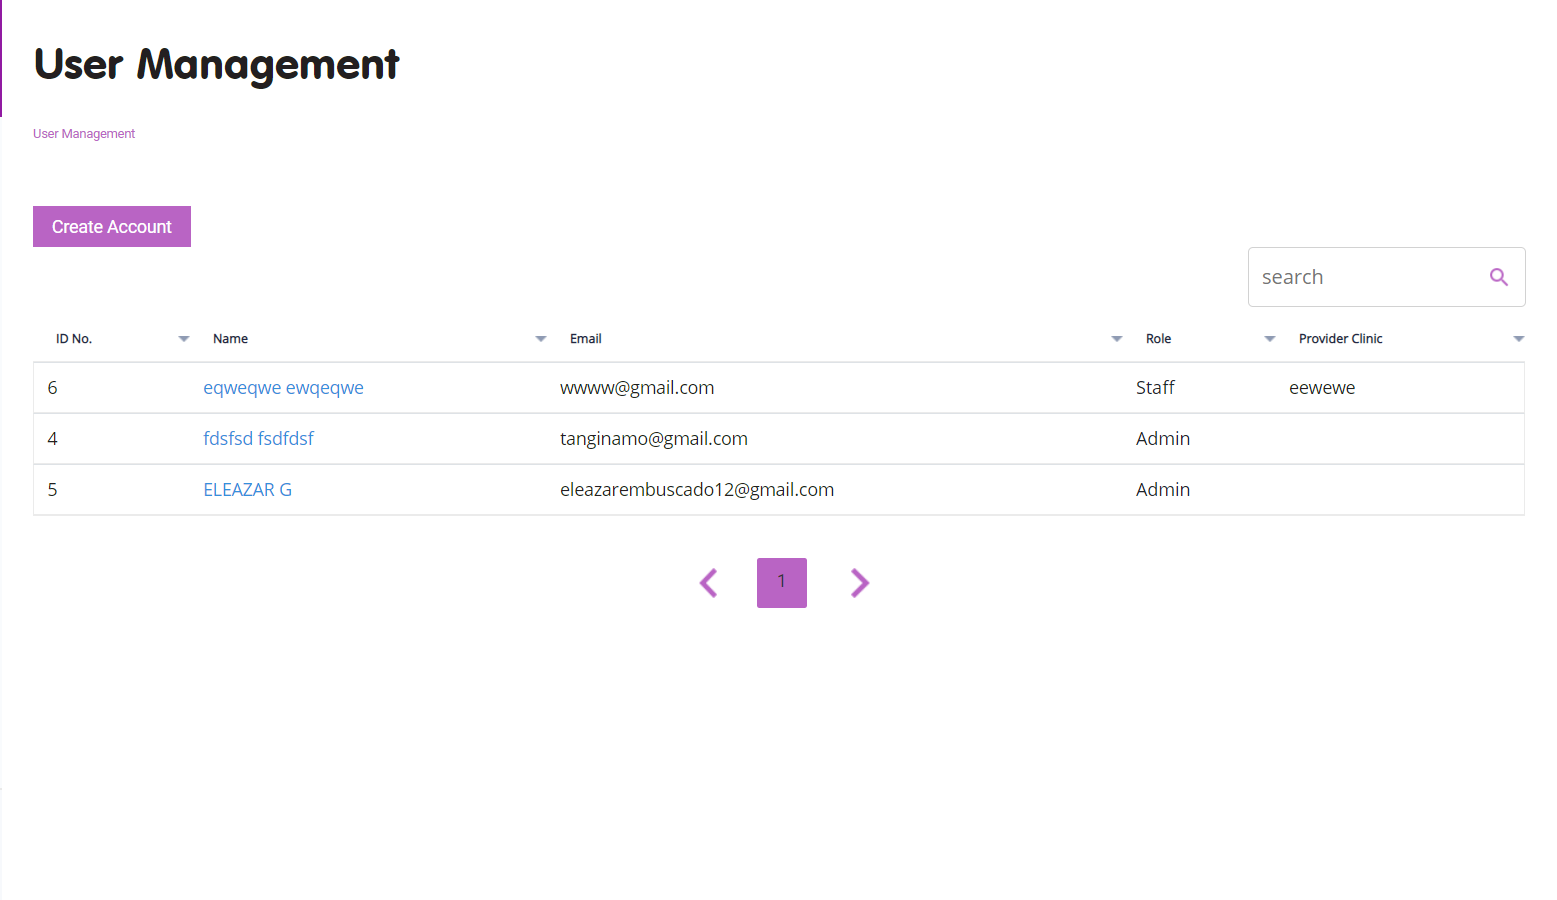 User Management
User Management
Create Account
search
ID No. Name Email Role Provider Clinic
6 eqweqwe ewqeqwe wwww@gmail.com Staff eewewe
4 fdsfsd fsdfdsf tanginamo@gmail.com Admin
5 ELEAZAR G eleazarembuscado12@gmail.com Admin
1